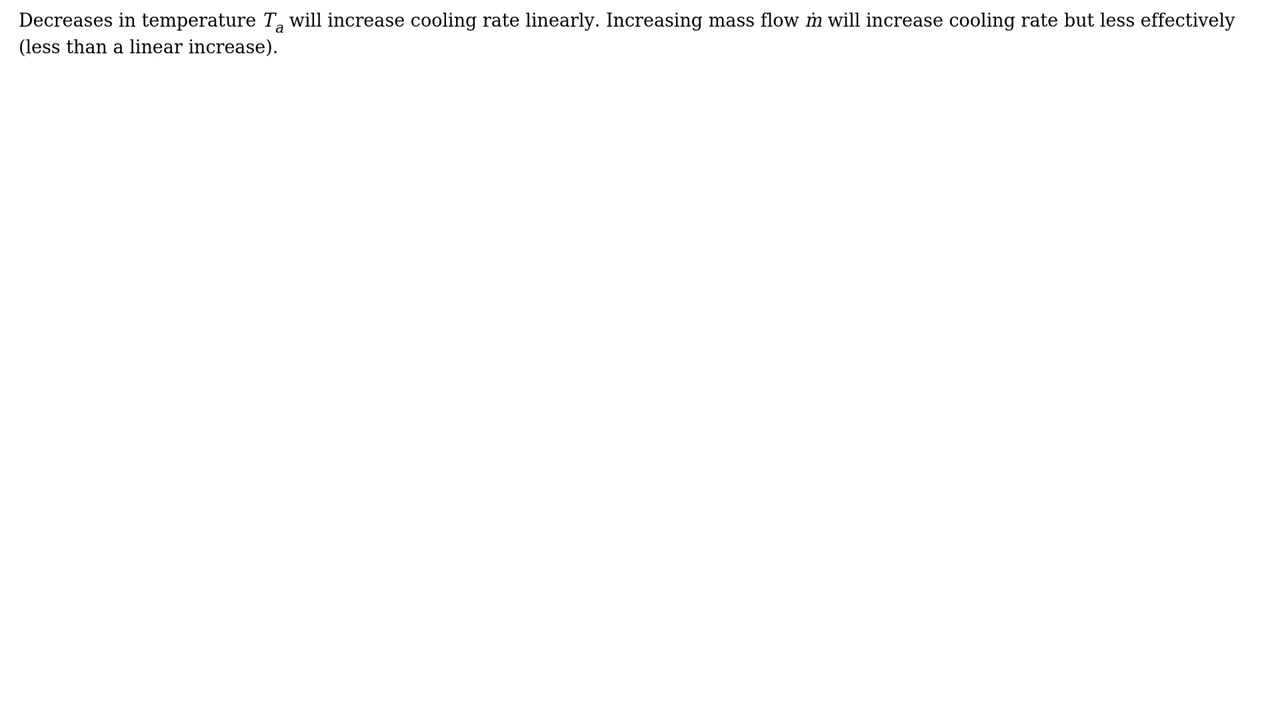 Decreases in temperature Tₐ will increase cooling rate linearly. Increasing mass flow ṁ will increase cooling rate but less effectively
(less than a linear increase).